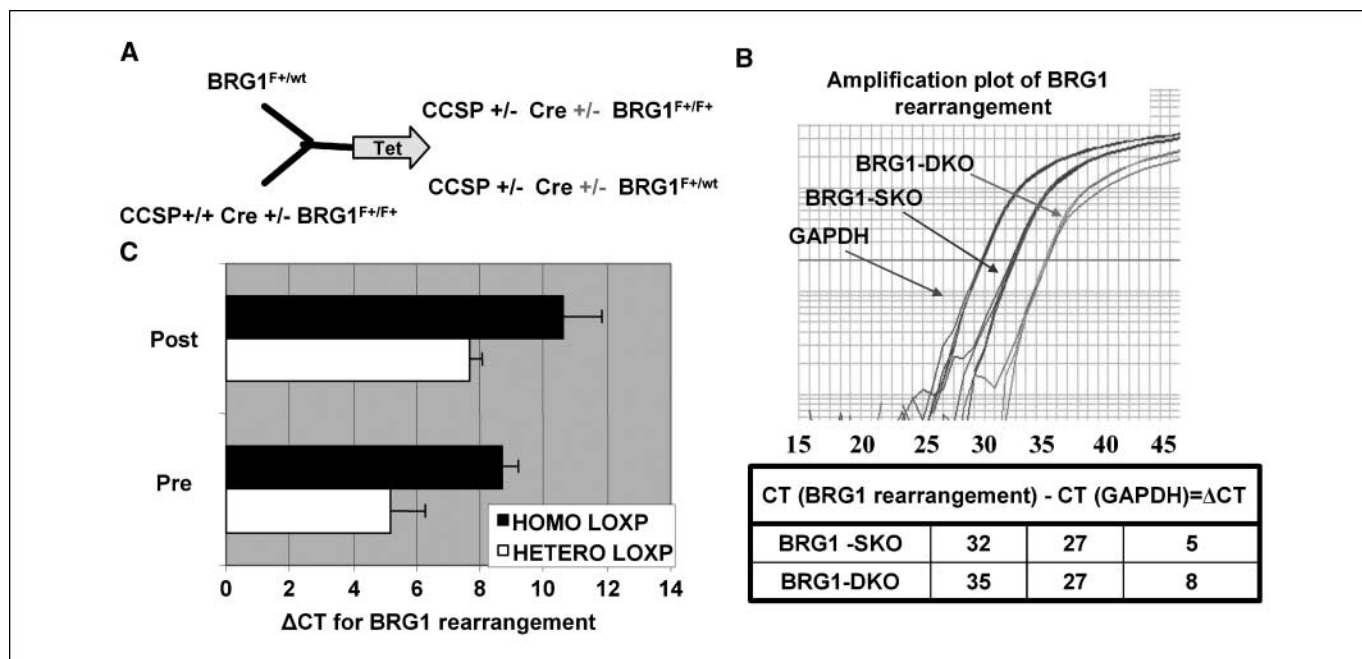 A
BRG1F+/wt
Tet
CCSP +/- Cre +/- BRG1F+/F+
CCSP +/- Cre +/- BRG1F+/wt
CCSP+/+ Cre +/- BRG1F+/F+
B
Amplification plot of BRG1
rearrangement
BRG1-DKO
BRG1-SKO
GAPDH
15 20 25 30 35 40 45
CT (BRG1 rearrangement) - CT (GAPDH)=ΔCT
BRG1 -SKO 32 27 5
BRG1-DKO 35 27 8
C
Post
Pre
HOMO LOXP
HETERO LOXP
0 2 4 6 8 10 12 14
ΔCT for BRG1 rearrangement